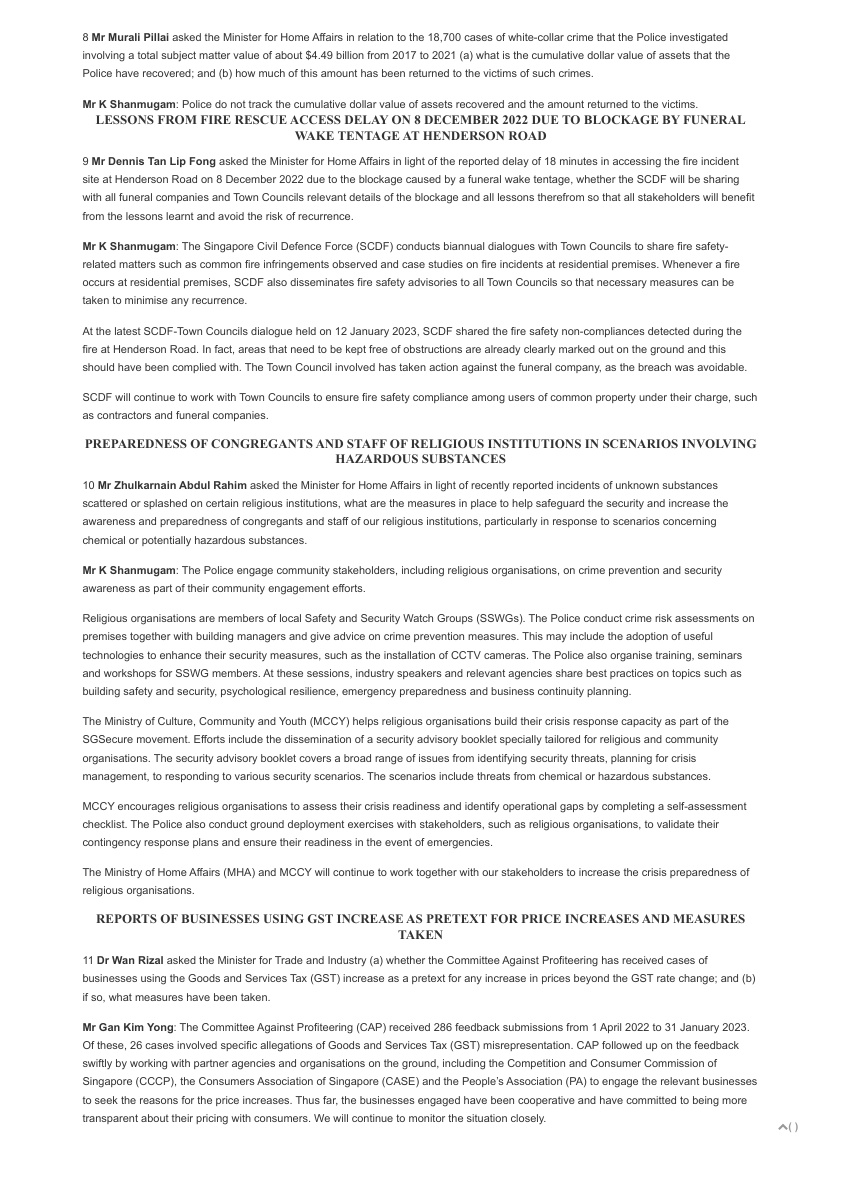 8 Mr Murali Pillai asked the Minister for Home Affairs in relation to the 18,700 cases of white-collar crime that the Police investigated
involving a total subject matter value of about $4.49 billion from 2017 to 2021 (a) what is the cumulative dollar value of assets that the
Police have recovered; and (b) how much of this amount has been returned to the victims of such crimes.
Mr K Shanmugam: Police do not track the cumulative dollar value of assets recovered and the amount returned to the victims.
LESSONS FROM FIRE RESCUE ACCESS DELAY ON 8 DECEMBER 2022 DUE TO BLOCKAGE BY FUNERAL
WAKE TENTAGE AT HENDERSON ROAD
9 Mr Dennis Tan Lip Fong asked the Minister for Home Affairs in light of the reported delay of 18 minutes in accessing the fire incident
site at Henderson Road on 8 December 2022 due to the blockage caused by a funeral wake tentage, whether the SCDF will be sharing
with all funeral companies and Town Councils relevant details of the blockage and all lessons therefrom so that all stakeholders will benefit
from the lessons learnt and avoid the risk of recurrence.
Mr K Shanmugam: The Singapore Civil Defence Force (SCDF) conducts biannual dialogues with Town Councils to share fire safety-
related matters such as common fire infringements observed and case studies on fire incidents at residential premises. Whenever a fire
occurs at residential premises, SCDF also disseminates fire safety advisories to all Town Councils so that necessary measures can be
taken to minimise any recurrence.
At the latest SCDF-Town Councils dialogue held on 12 January 2023, SCDF shared the fire safety non-compliances detected during the
fire at Henderson Road. In fact, areas that need to be kept free of obstructions are already clearly marked out on the ground and this
should have been complied with. The Town Council involved has taken action against the funeral company, as the breach was avoidable.
SCDF will continue to work with Town Councils to ensure fire safety compliance among users of common property under their charge, such
as contractors and funeral companies.
PREPAREDNESS OF CONGREGANTS AND STAFF OF RELIGIOUS INSTITUTIONS IN SCENARIOS INVOLVING
HAZARDOUS SUBSTANCES
10 Mr Zhulkarnain Abdul Rahim asked the Minister for Home Affairs in light of recently reported incidents of unknown substances
scattered or splashed on certain religious institutions, what are the measures in place to help safeguard the security and increase the
awareness and preparedness of congregants and staff of our religious institutions, particularly in response to scenarios concerning
chemical or potentially hazardous substances.
Mr K Shanmugam: The Police engage community stakeholders, including religious organisations, on crime prevention and security
awareness as part of their community engagement efforts.
Religious organisations are members of local Safety and Security Watch Groups (SSWGs). The Police conduct crime risk assessments on
premises together with building managers and give advice on crime prevention measures. This may include the adoption of useful
technologies to enhance their security measures, such as the installation of CCTV cameras. The Police also organise training, seminars
and workshops for SSWG members. At these sessions, industry speakers and relevant agencies share best practices on topics such as
building safety and security, psychological resilience, emergency preparedness and business continuity planning.
The Ministry of Culture, Community and Youth (MCCY) helps religious organisations build their crisis response capacity as part of the
SGSecure movement. Efforts include the dissemination of a security advisory booklet specially tailored for religious and community
organisations. The security advisory booklet covers a broad range of issues from identifying security threats, planning for crisis
management, to responding to various security scenarios. The scenarios include threats from chemical or hazardous substances.
MCCY encourages religious organisations to assess their crisis readiness and identify operational gaps by completing a self-assessment
checklist. The Police also conduct ground deployment exercises with stakeholders, such as religious organisations, to validate their
contingency response plans and ensure their readiness in the event of emergencies.
The Ministry of Home Affairs (MHA) and MCCY will continue to work together with our stakeholders to increase the crisis preparedness of
religious organisations.
REPORTS OF BUSINESSES USING GST INCREASE AS PRETEXT FOR PRICE INCREASES AND MEASURES
TAKEN
11 Dr Wan Rizal asked the Minister for Trade and Industry (a) whether the Committee Against Profiteering has received cases of
businesses using the Goods and Services Tax (GST) increase as a pretext for any increase in prices beyond the GST rate change; and (b)
if so, what measures have been taken.
Mr Gan Kim Yong: The Committee Against Profiteering (CAP) received 286 feedback submissions from 1 April 2022 to 31 January 2023.
Of these, 26 cases involved specific allegations of Goods and Services Tax (GST) misrepresentation. CAP followed up on the feedback
swiftly by working with partner agencies and organisations on the ground, including the Competition and Consumer Commission of
Singapore (CCCP), the Consumers Association of Singapore (CASE) and the People's Association (PA) to engage the relevant businesses
to seek the reasons for the price increases. Thus far, the businesses engaged have been cooperative and have committed to being more
transparent about their pricing with consumers. We will continue to monitor the situation closely.
( )